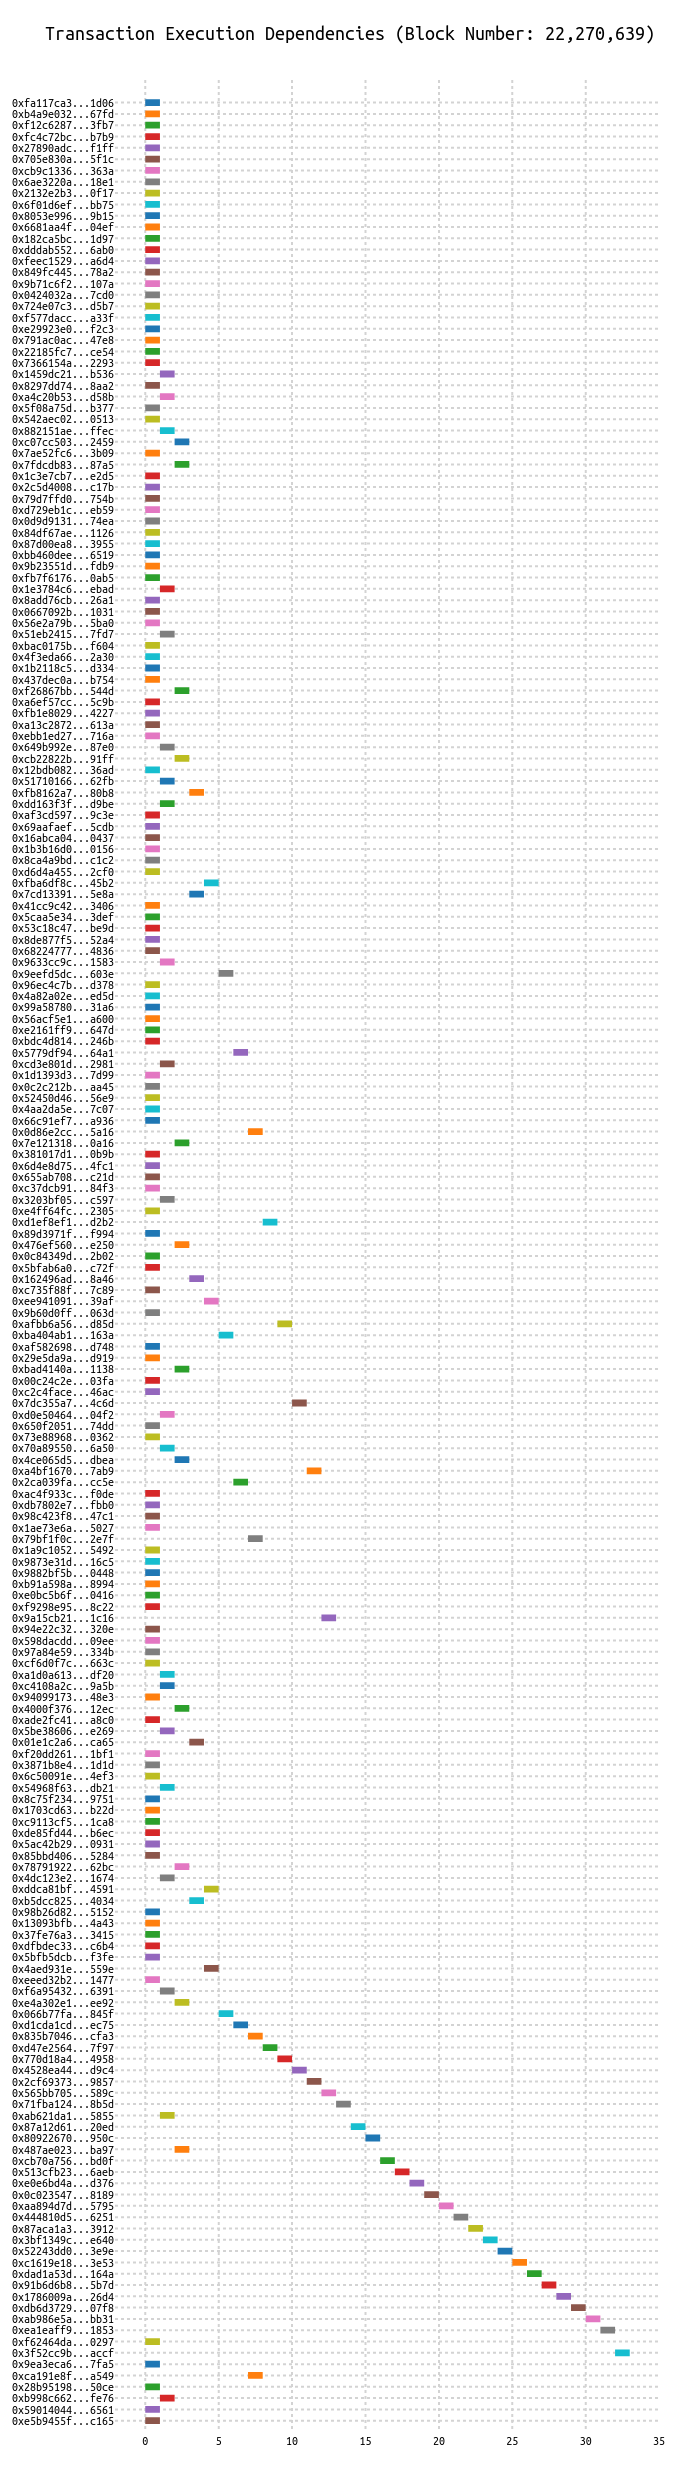 Transaction Execution Dependencies (Block Number: 22,270,639)
0xfa117ca3...1d06
0xb4a9e032...67fd
0xf12c6287...3fb7
0xfc4c72bc...b7b9
0x27890adc...f1ff
0x705e830a...5f1c
0xcb9c1336...363a
0x6ae3220a...18e1
0x2132e2b3...0f17
0x6f01d6ef...bb75
0x8053e996...9b15
0x6681aa4f...04ef
0x182ca5bc...1d97
0xdddab552...6ab0
0xfeec1529...a6d4
0x849fc445...78a2
0x9b71c6f2...107a
0x0424032a...7cd0
0x724e07c3...d5b7
0xf577dacc...a33f
0xe29923e0...f2c3
0x791ac0ac...47e8
0x22185fc7...ce54
0x7366154a...2293
0x1459dc21...b536
0x8297dd74...8aa2
0xa4c20b53...d58b
0x5f08a75d...b377
0x542aec02...0513
0x882151ae...ffec
0xc07cc503...2459
0x7ae52fc6...3b09
0x7fdcdb83...87a5
0x1c3e7cb7...e2d5
0x2c5d4008...c17b
0x79d7ffd0...754b
0xd729eb1c...eb59
0x0d9d9131...74ea
0x84df67ae...1126
0x87d00ea8...3955
0xbb460dee...6519
0x9b23551d...fdb9
0xfb7f6176...0ab5
0x1e3784c6...ebad
0x8add76cb...26a1
0x0667092b...1031
0x56e2a79b...5ba0
0x51eb2415...7fd7
0xbac0175b...f604
0x4f3eda66...2a30
0x1b2118c5...d334
0x437dec0a...b754
0xf26867bb...544d
0xa6ef57cc...5c9b
0xfb1e8029...4227
0xa13c2872...613a
0xebb1ed27...716a
0x649b992e...87e0
0xcb22822b...91ff
0x12bdb082...36ad
0x51710166...62fb
0xfb8162a7...80b8
0xdd163f3f...d9be
0xaf3cd597...9c3e
0x69aafaef...5cdb
0x16abca04...0437
0x1b3b16d0...0156
0x8ca4a9bd...c1c2
0xd6d4a455...2cf0
0xfba6df8c...45b2
0x7cd13391...5e8a
0x41cc9c42...3406
0x5caa5e34...3def
0x53c18c47...be9d
0x8de877f5...52a4
0x68224777...4836
0x9633cc9c...1583
0x9eefd5dc...603e
0x96ec4c7b...d378
0x4a82a02e...ed5d
0x99a58780...31a6
0x56acf5e1...a600
0xe2161ff9...647d
0xbdc4d814...246b
0x5779df94...64a1
0xcd3e801d...2981
0x1d1393d3...7d99
0x0c2c212b...aa45
0x52450d46...56e9
0x4aa2da5e...7c07
0x66c91ef7...a936
0x0d86e2cc...5a16
0x7e121318...0a16
0x381017d1...0b9b
0x6d4e8d75...4fc1
0x655ab708...c21d
0xc37dcb91...84f3
0x3203bf05...c597
0xe4ff64fc...2305
0xd1ef8ef1...d2b2
0x89d3971f...f994
0x476ef560...e250
0x0c84349d...2b02
0x5bfab6a0...c72f
0x162496ad...8a46
0xc735f88f...7c89
0xee941091...39af
0x9b60d0ff...063d
0xafbb6a56...d85d
0xba404ab1...163a
0xaf582698...d748
0x29e5da9a...d919
0xbad4140a...1138
0x00c24c2e...03fa
0xc2c4face...46ac
0x7dc355a7...4c6d
0xd0e50464...04f2
0x650f2051...74dd
0x73e88968...0362
0x70a89550...6a50
0x4ce065d5...dbea
0xa4bf1670...7ab9
0x2ca039fa...cc5e
0xac4f933c...f0de
0xdb7802e7...fbb0
0x98c423f8...47c1
0x1ae73e6a...5027
0x79bf1f0c...2e7f
0x1a9c1052...5492
0x9873e31d...16c5
0x9882bf5b...0448
0xb91a598a...8994
0xe0bc5b6f...0416
0xf9298e95...8c22
0x9a15cb21...1c16
0x94e22c32...320e
0x598dacdd...09ee
0x97a84e59...334b
0xcf6d0f7c...663c
0xa1d0a613...df20
0xc4108a2c...9a5b
0x94099173...48e3
0x4000f376...12ec
0xade2fc41...a8c0
0x5be38606...e269
0x01e1c2a6...ca65
0xf20dd261...1bf1
0x3871b8e4...1d1d
0x6c50091e...4ef3
0x54968f63...db21
0x8c75f234...9751
0x1703cd63...b22d
0xc9113cf5...1ca8
0xde85fd44...b6ec
0x5ac42b29...0931
0x85bbd406...5284
0x78791922...62bc
0x4dc123e2...1674
0xddca81bf...4591
0xb5dcc825...4034
0x98b26d82...5152
0x13093bfb...4a43
0x37fe76a3...3415
0xdfbdec33...c6b4
0x5bfb5dcb...f3fe
0x4aed931e...559e
0xeeed32b2...1477
0xf6a95432...6391
0xe4a302e1...ee92
0x066b77fa...845f
0xd1cda1cd...ec75
0x835b7046...cfa3
0xd47e2564...7f97
0x770d18a4...4958
0x4528ea44...d9c4
0x2cf69373...9857
0x565bb705...589c
0x71fba124...8b5d
0xab621da1...5855
0x87a12d61...20ed
0x80922670...950c
0x487ae023...ba97
0xcb70a756...bd0f
0x513cfb23...6aeb
0xe0e6bd4a...d376
0x0c023547...8189
0xaa894d7d...5795
0x444810d5...6251
0x87aca1a3...3912
0x3bf1349c...e640
0x52243dd0...3e9e
0xc1619e18...3e53
0xdad1a53d...164a
0x91b6d6b8...5b7d
0x1786009a...26d4
0xdb6d3729...07f8
0xab986e5a...bb31
0xea1eaff9...1853
0xf62464da...0297
0x3f52cc9b...accf
0x9ea3eca6...7fa5
0xca191e8f...a549
0x28b95198...50ce
0xb998c662...fe76
0x59014044...6561
0xe5b9455f...c165
0 5 10 15 20 25 30 35